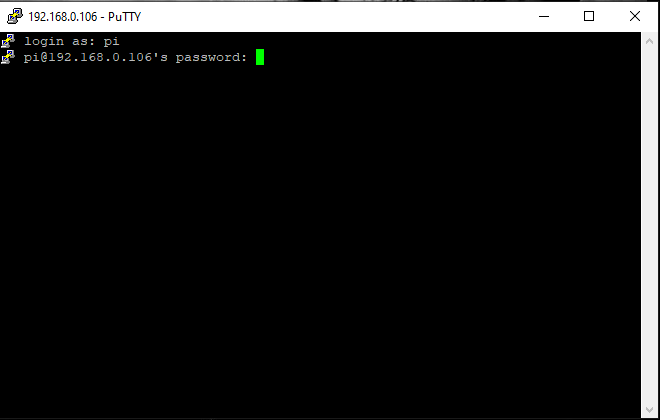 192.168.0.106 - PuTTY
login as: pi
pi@192.168.0.106's password: